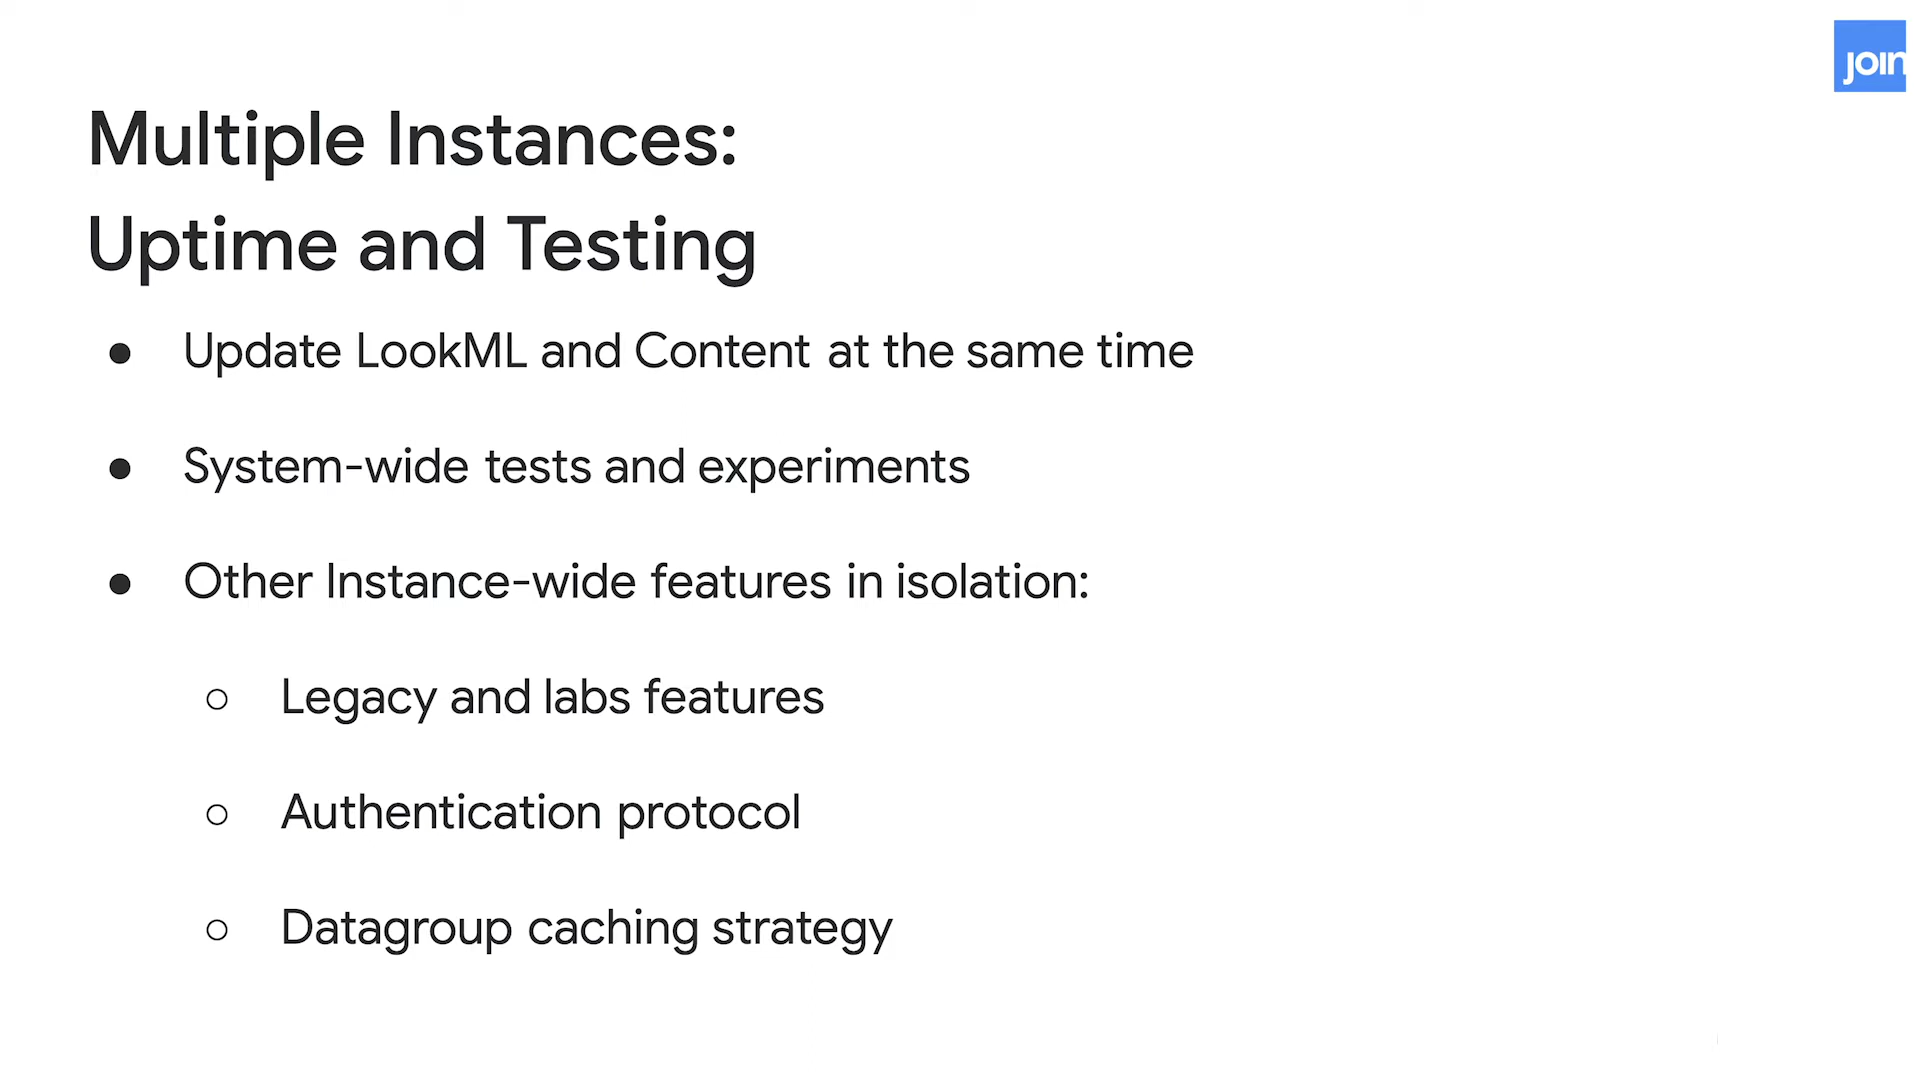 join
Multiple Instances:
Uptime and Testing
● Update LookML and Content at the same time
● System-wide tests and experiments
● Other Instance-wide features in isolation:
○ Legacy and labs features
○ Authentication protocol
○ Datagroup caching strategy